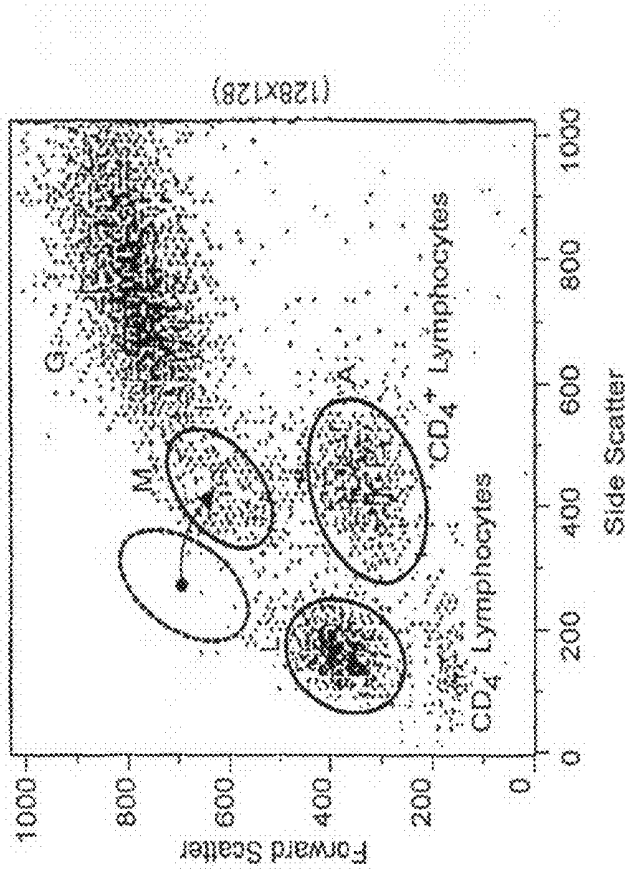 (128x128)
G
M
L
A
CD4+ Lymphocytes
CD4- Lymphocytes
Forward Scatter
1000
800
600
400
200
0
0
200
400
600
800
1000
Side Scatter